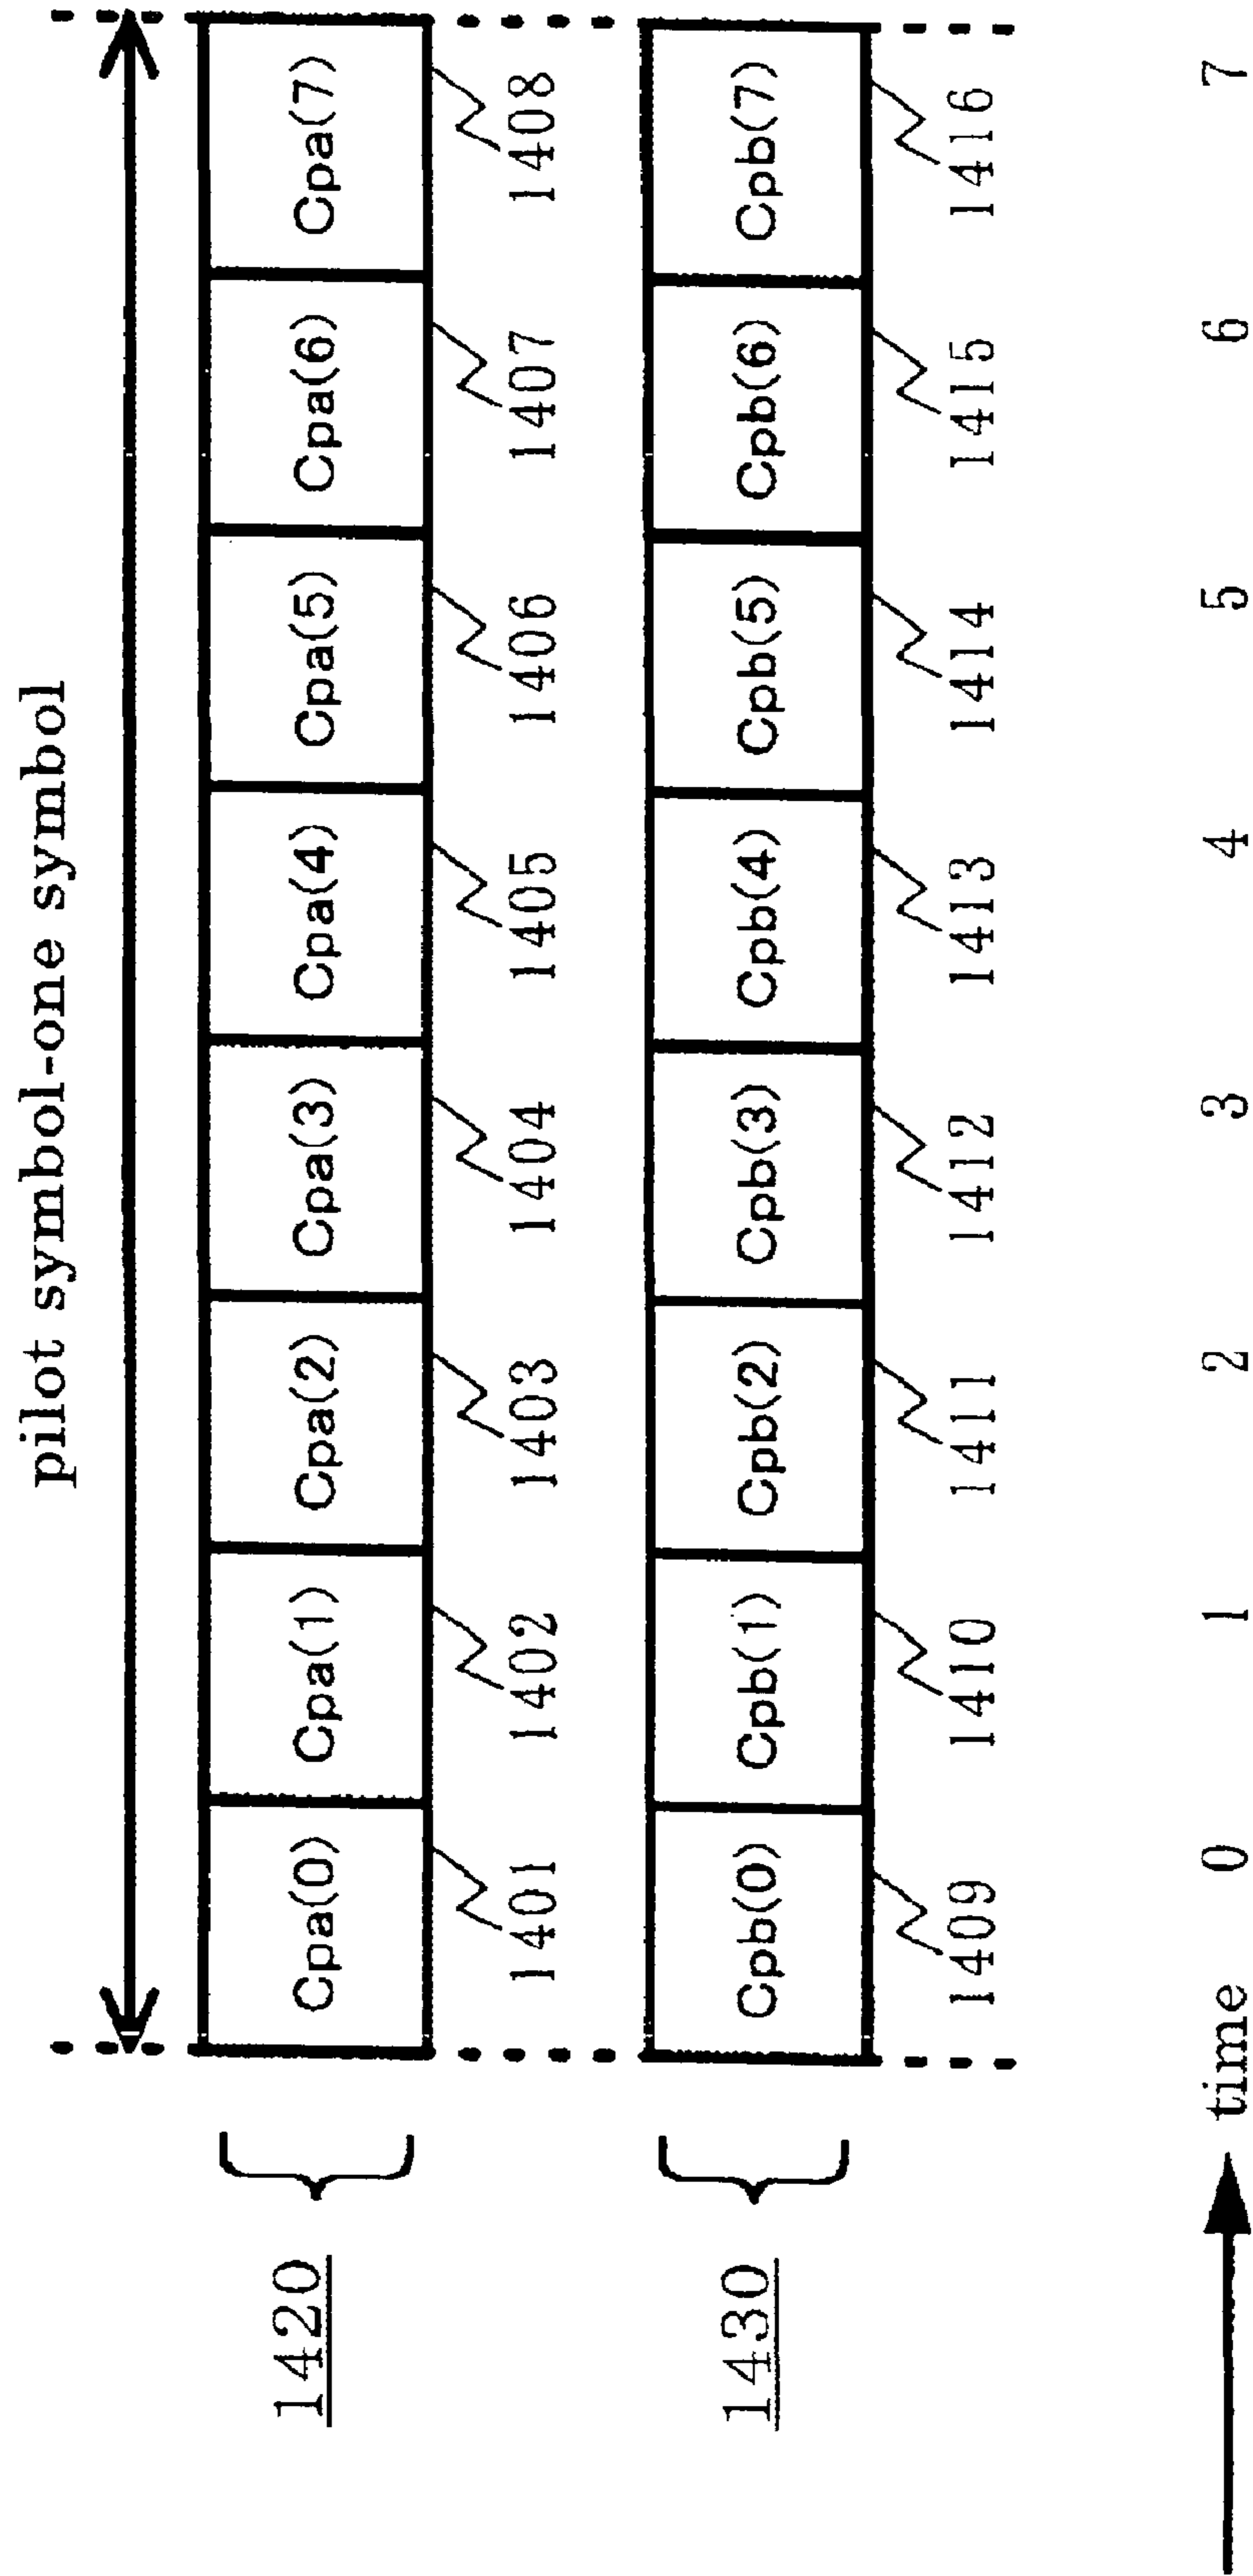 pilot symbol-one symbol
1420
Cpa(0) Cpa(1) Cpa(2) Cpa(3) Cpa(4) Cpa(5) Cpa(6) Cpa(7)
1401 1402 1403 1404 1405 1406 1407 1408
1430
Cpb(0) Cpb(1) Cpb(2) Cpb(3) Cpb(4) Cpb(5) Cpb(6) Cpb(7)
1409 1410 1411 1412 1413 1414 1415 1416
time 0 1 2 3 4 5 6 7